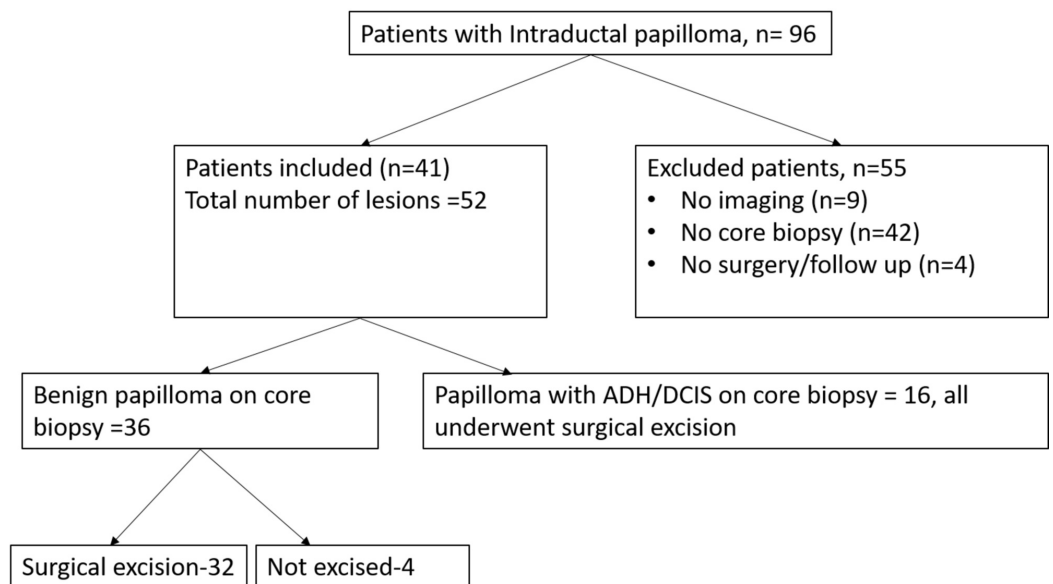 Patients with Intraductal papilloma, n= 96
Patients included (n=41)
Total number of lesions =52
Excluded patients, n=55
• No imaging (n=9)
• No core biopsy (n=42)
• No surgery/follow up (n=4)
Benign papilloma on core
biopsy =36
Papilloma with ADH/DCIS on core biopsy = 16, all
underwent surgical excision
Surgical excision-32
Not excised-4